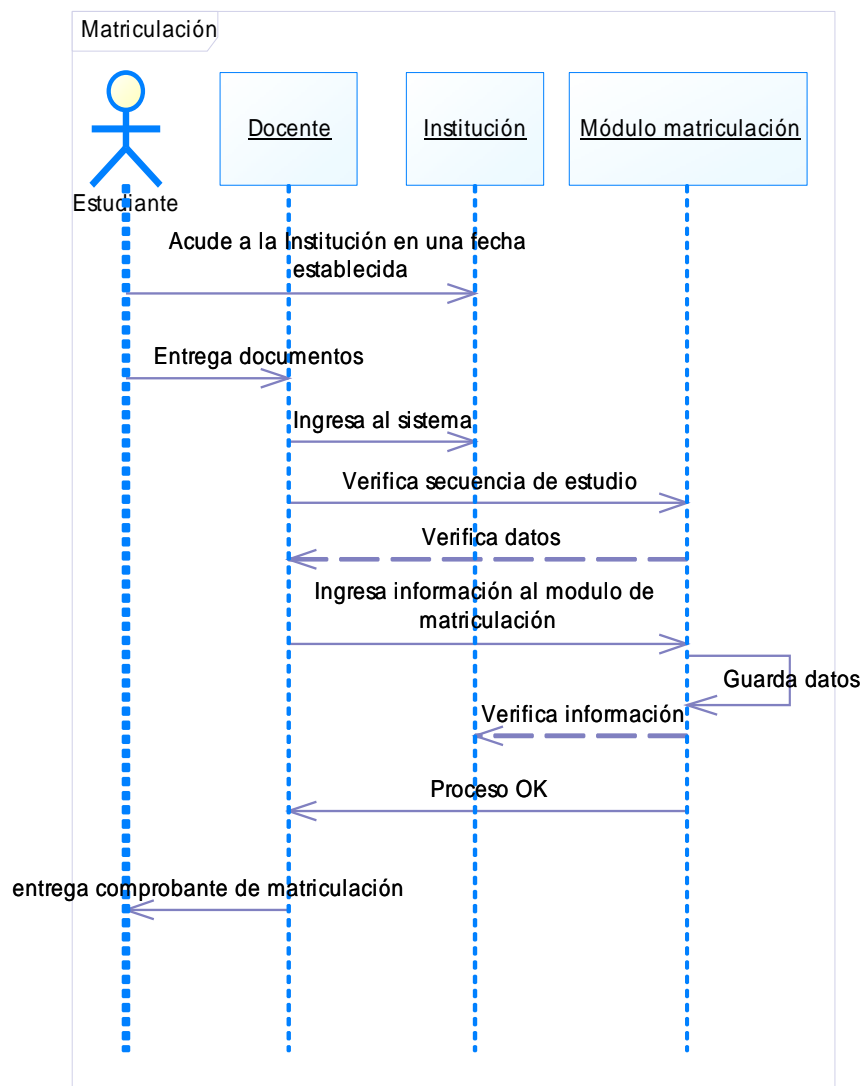 Matriculación
Docente
Institución
Módulo matriculación
Estudiante
Acude a la Institución en una fecha
establecida
Entrega documentos
Ingresa al sistema
Verifica secuencia de estudio
Verifica datos
Ingresa información al modulo de
matriculación
Guarda datos
Verifica información
Proceso OK
entrega comprobante de matriculación